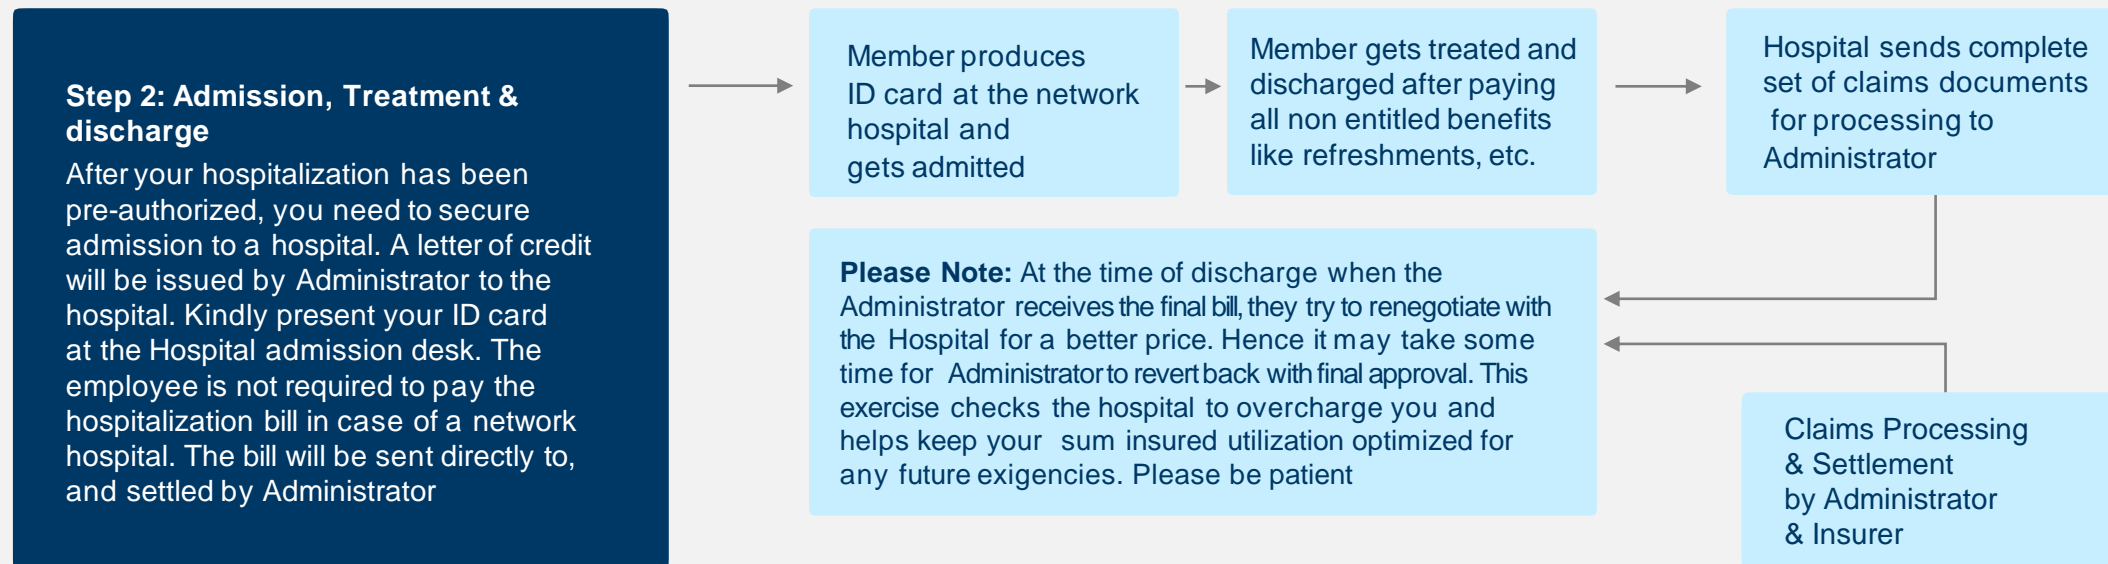 Step 2: Admission, Treatment &
discharge
After your hospitalization has been
pre-authorized, you need to secure
admission to a hospital. A letter of credit
will be issued by Administrator to the
hospital. Kindly present your ID card
at the Hospital admission desk. The
employee is not required to pay the
hospitalization bill in case of a network
hospital. The bill will be sent directly to,
and settled by Administrator
Member produces
ID card at the network
hospital and
gets admitted
Member gets treated and
discharged after paying
all non entitled benefits
like refreshments, etc.
Hospital sends complete
set of claims documents
for processing to
Administrator
Please Note: At the time of discharge when the
Administrator receives the final bill, they try to renegotiate with
the Hospital for a better price. Hence it may take some
time for Administrator to revert back with final approval. This
exercise checks the hospital to overcharge you and
helps keep your sum insured utilization optimized for
any future exigencies. Please be patient
Claims Processing
& Settlement
by Administrator
& Insurer